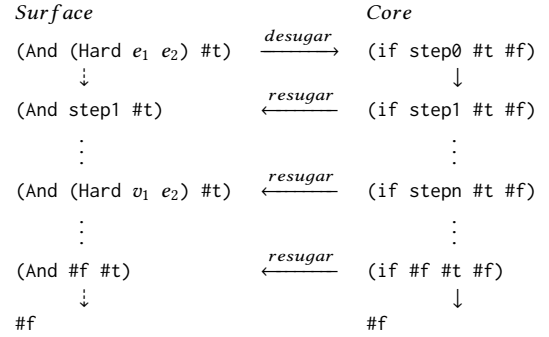 Surface Core
(And (Hard e₁ e₂) #t) desugar (if step0 #t #f)
(And step1 #t) resugar (if step1 #t #f)
(And (Hard v₁ e₂) #t) resugar (if stepn #t #f)
(And #f #t) resugar (if #f #t #f)
#f #f